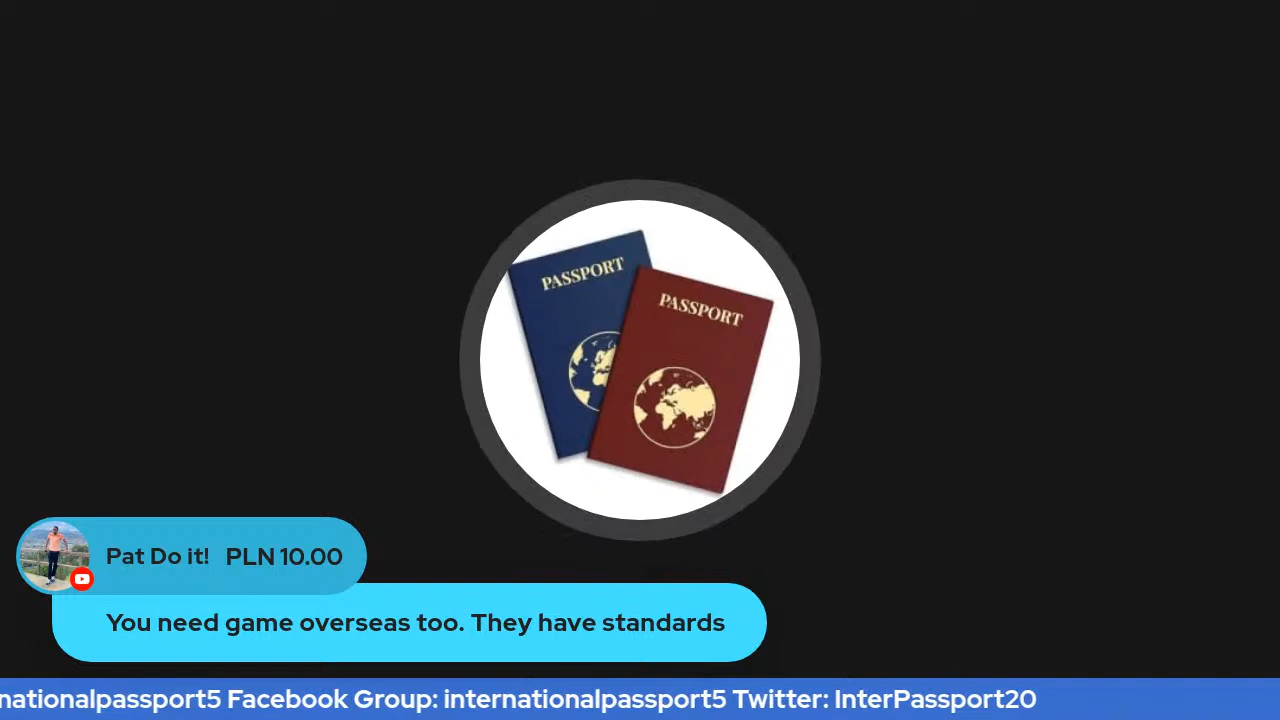 PASSPORT
PASSPORT
Pat Do it! PLN 10.00
You need game overseas too. They have standards
nationalpassport5 Facebook Group: internationalpassport5 Twitter: InterPassport20